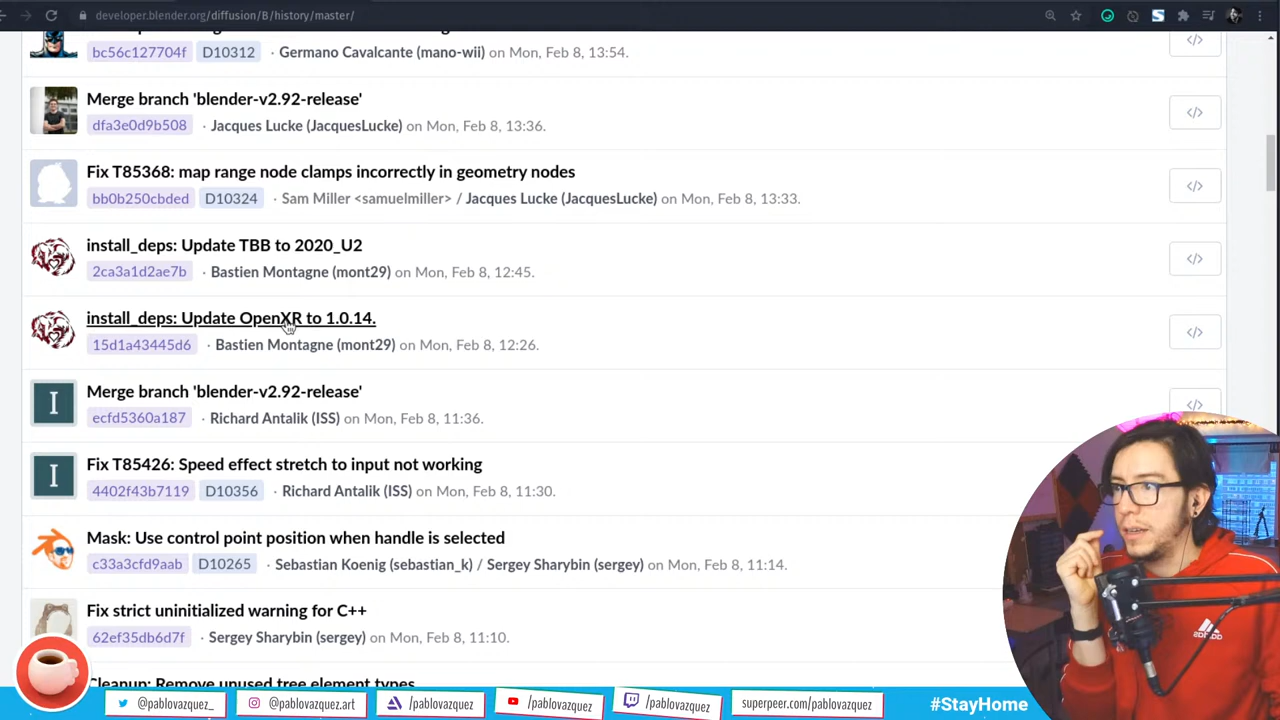 developer.blender.org/diffusion/B/history/master/
bc56c127704f D10312 · Germano Cavalcante (mano-wii) on Mon, Feb 8, 13:54.
Merge branch 'blender-v2.92-release'
dfa3e0d9b508 · Jacques Lucke (JacquesLucke) on Mon, Feb 8, 13:36.
Fix T85368: map range node clamps incorrectly in geometry nodes
bb0b250cbded D10324 · Sam Miller <samuelmiller> / Jacques Lucke (JacquesLucke) on Mon, Feb 8, 13:33.
install_deps: Update TBB to 2020_U2
2ca3a1d2ae7b · Bastien Montagne (mont29) on Mon, Feb 8, 12:45.
install_deps: Update OpenXR to 1.0.14.
15d1a43445d6 · Bastien Montagne (mont29) on Mon, Feb 8, 12:26.
I
Merge branch 'blender-v2.92-release'
ecfd5360a187 · Richard Antalik (ISS) on Mon, Feb 8, 11:36.
I
Fix T85426: Speed effect stretch to input not working
4402f43b7119 D10356 · Richard Antalik (ISS) on Mon, Feb 8, 11:30.
Mask: Use control point position when handle is selected
c33a3cfd9aab D10265 · Sebastian Koenig (sebastian_k) / Sergey Sharybin (sergey) on Mon, Feb 8, 11:14.
Fix strict uninitialized warning for C++
62ef35db6d7f · Sergey Sharybin (sergey) on Mon, Feb 8, 11:10.
Cleanup: Remove unused tree element types
adidas
@pablovazquez_ @pablovazquez.art /pablovazquez /pablovazquez /pablovazquez superpeer.com/pablovazquez #StayHome